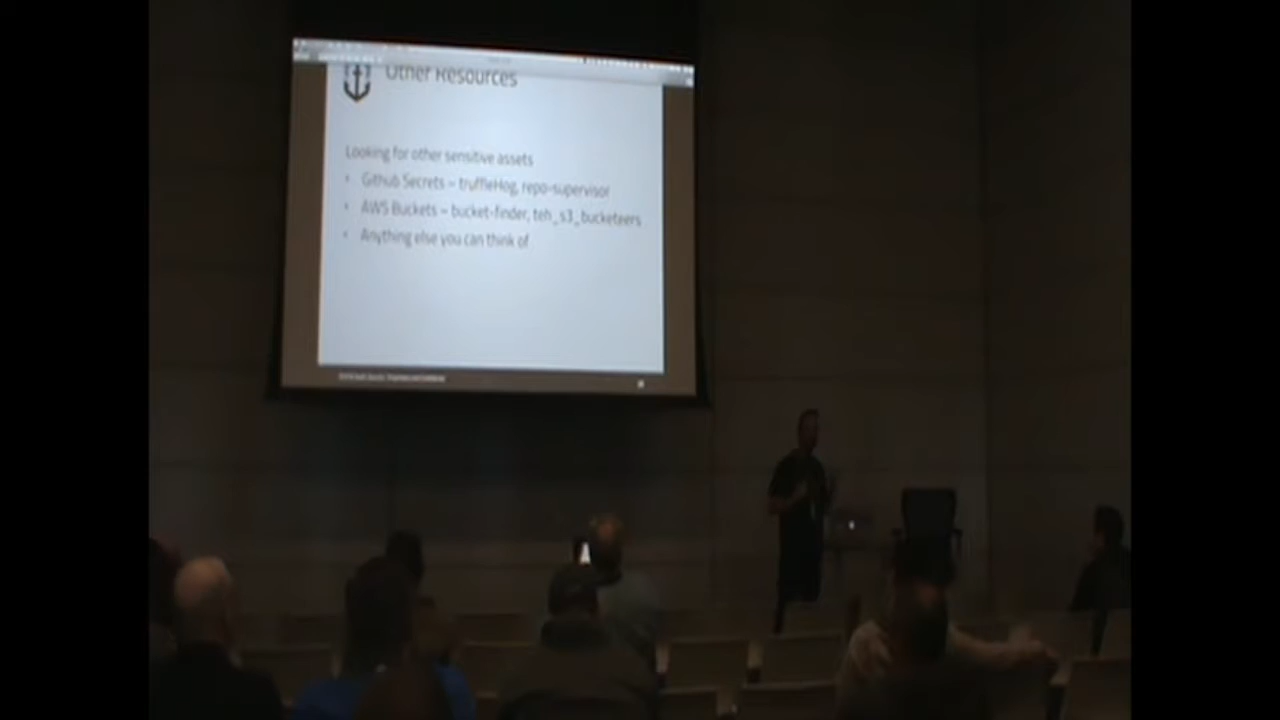 Other Resources
Looking for other sensitive assets
• Github Secrets – truffleHog, repo-supervisor
• AWS Buckets – bucket-finder, teh_s3_bucketeers
• Anything else you can think of